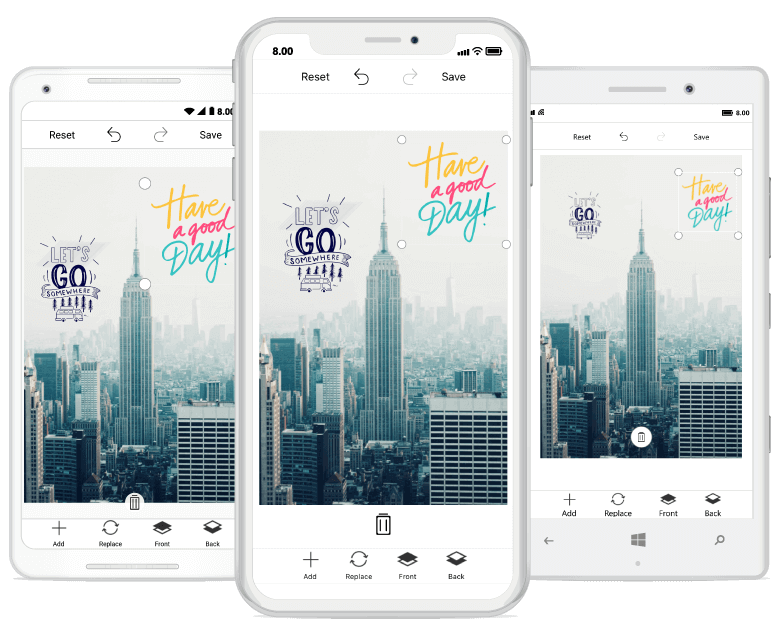 8.00
Reset
Save
LET'S
GO
SOMEWHERE
Have
a good
Day!
Add
Replace
Front
Back
8.00
Reset
Save
LET'S
GO
SOMEWHERE
Have
a good
Day!
Add
Replace
Front
Back
8.00
Reset
Save
LET'S
GO
SOMEWHERE
Have
a good
Day!
Add
Replace
Front
Back